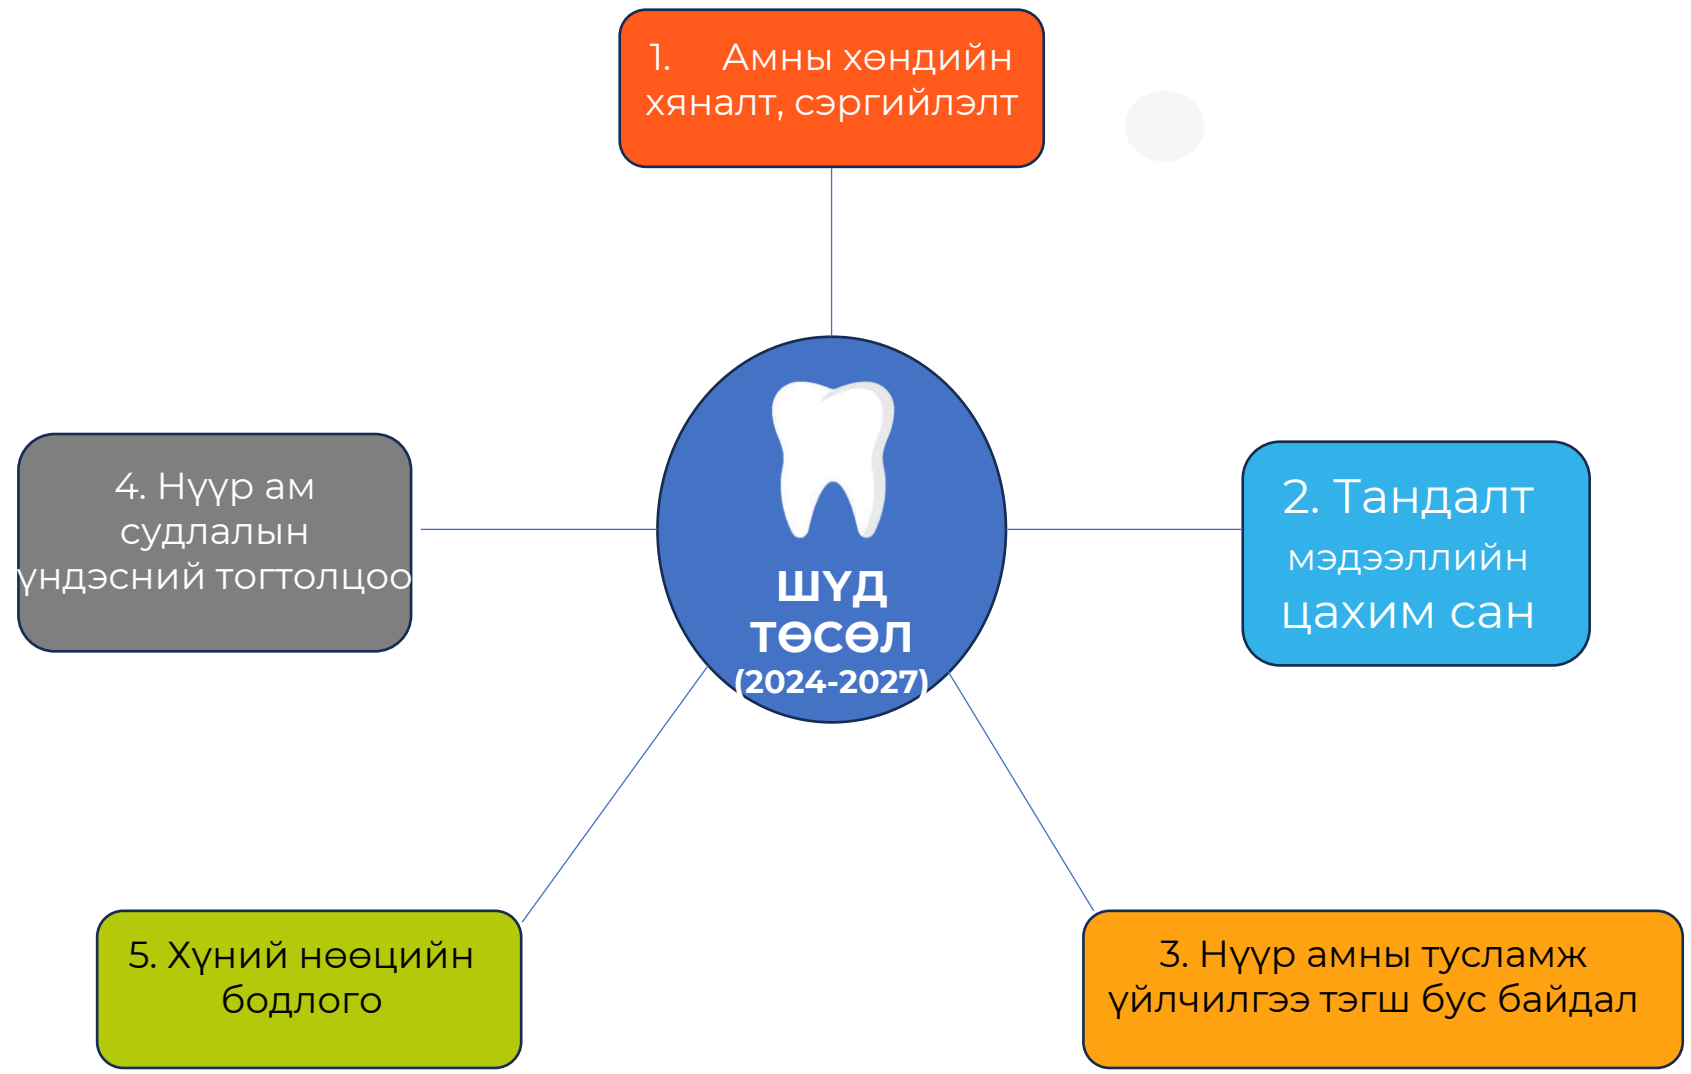 1. Амны хөндийн
хяналт, сэргийлэлт
ШҮД
ТӨСӨЛ
(2024-2027)
2. Тандалт
мэдээллийн
цахим сан
3. Нүүр амны тусламж
үйлчилгээ тэгш бус байдал
4. Нүүр ам
судлалын
үндэсний тогтолцоо
5. Хүний нөөцийн
бодлого